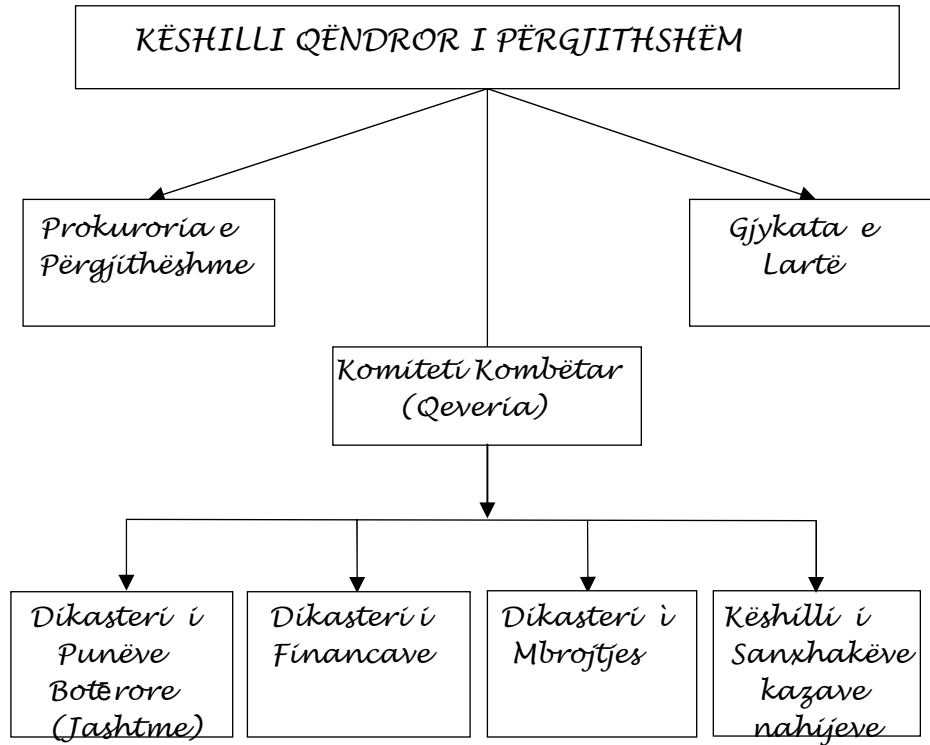 KËSHILLI QËNDROR I PËRGJITHSHËM
Prokuroria e
Përgjithëshme
Gjykata e
Lartë
Komiteti Kombëtar
(Qeveria)
Dikasteri i
Punëve
Botërore
(Jashtme)
Dikasteri i
Financave
Dikasteri ì
Mbrojtjes
Këshilli i
Sanxhakëve
kazave
nahijeve